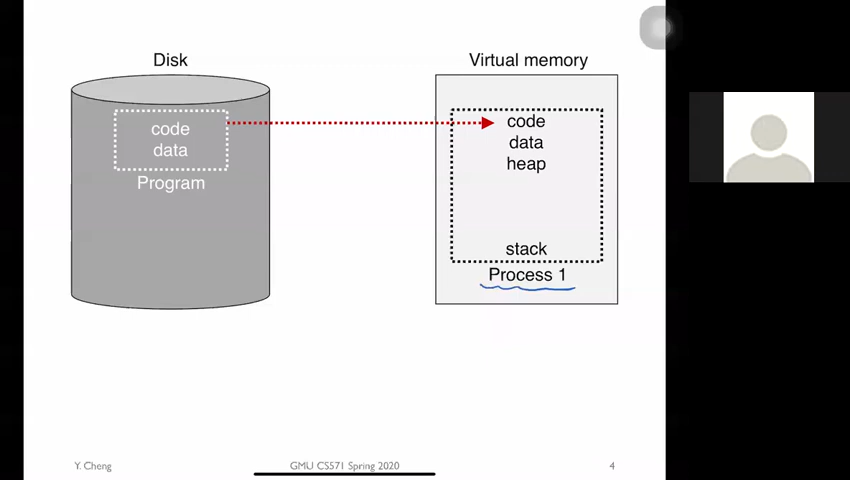 Disk
code
data
Program
Virtual memory
code
data
heap
stack
Process 1
Y. Cheng
GMU CS571 Spring 2020
4